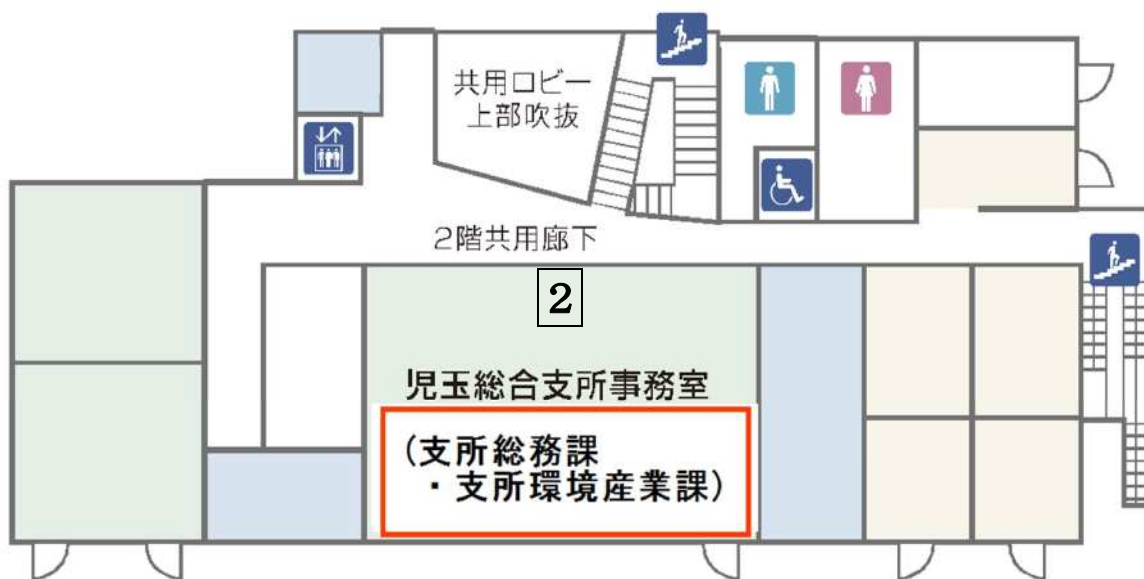 共用ロビー
上部吹抜
2階共用廊下
2
児玉総合支所事務室
(支所総務課
・支所環境産業課)